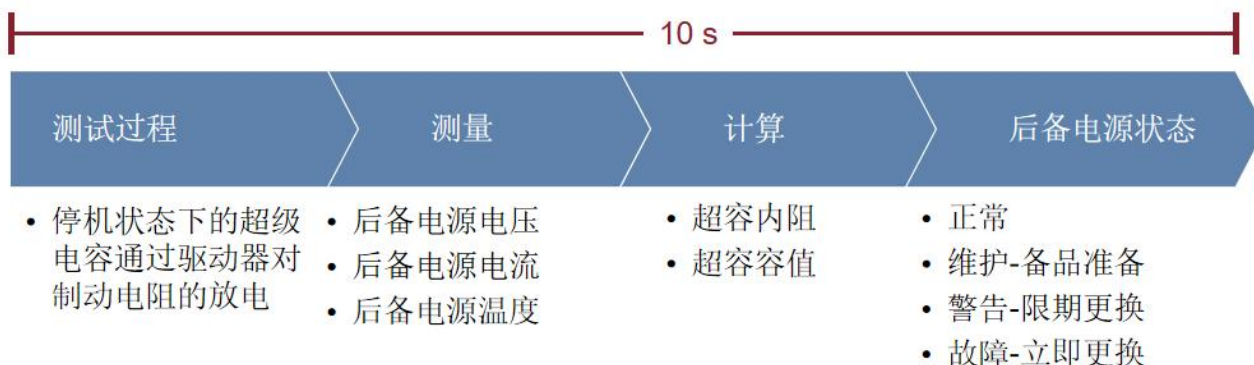 10 s
测试过程
测量
计算
后备电源状态
• 停机状态下的超级
电容通过驱动器对
制动电阻的放电
• 后备电源电压
• 后备电源电流
• 后备电源温度
• 超容内阻
• 超容容值
• 正常
• 维护-备品准备
• 警告-限期更换
• 故障-立即更换